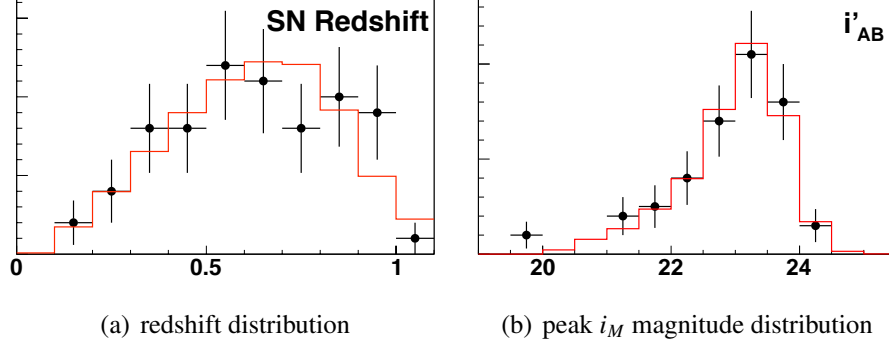 SN Redshift
0
0.5
1
i'AB
20
22
24
(a) redshift distribution
(b) peak iM magnitude distribution